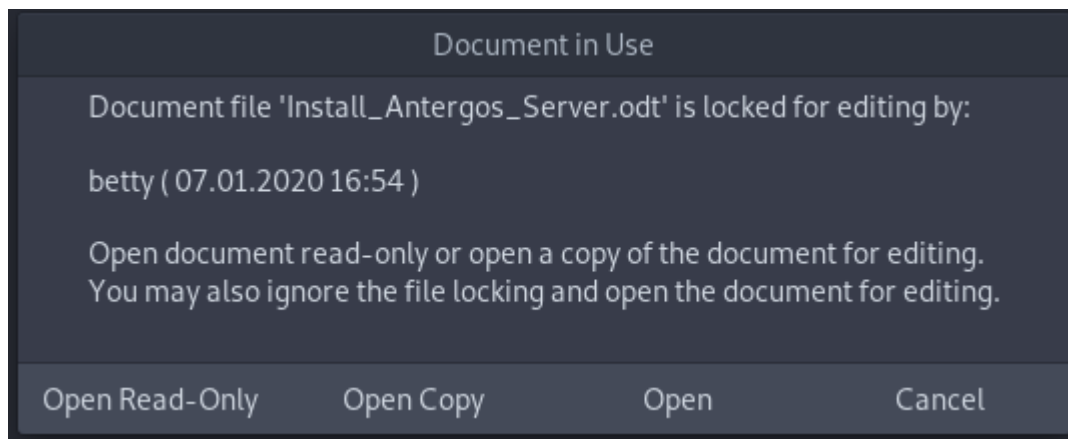 Document in Use
Document file 'Install_Antergos_Server.odt' is locked for editing by:
betty ( 07.01.2020 16:54 )
Open document read-only or open a copy of the document for editing.
You may also ignore the file locking and open the document for editing.
Open Read-Only Open Copy Open Cancel